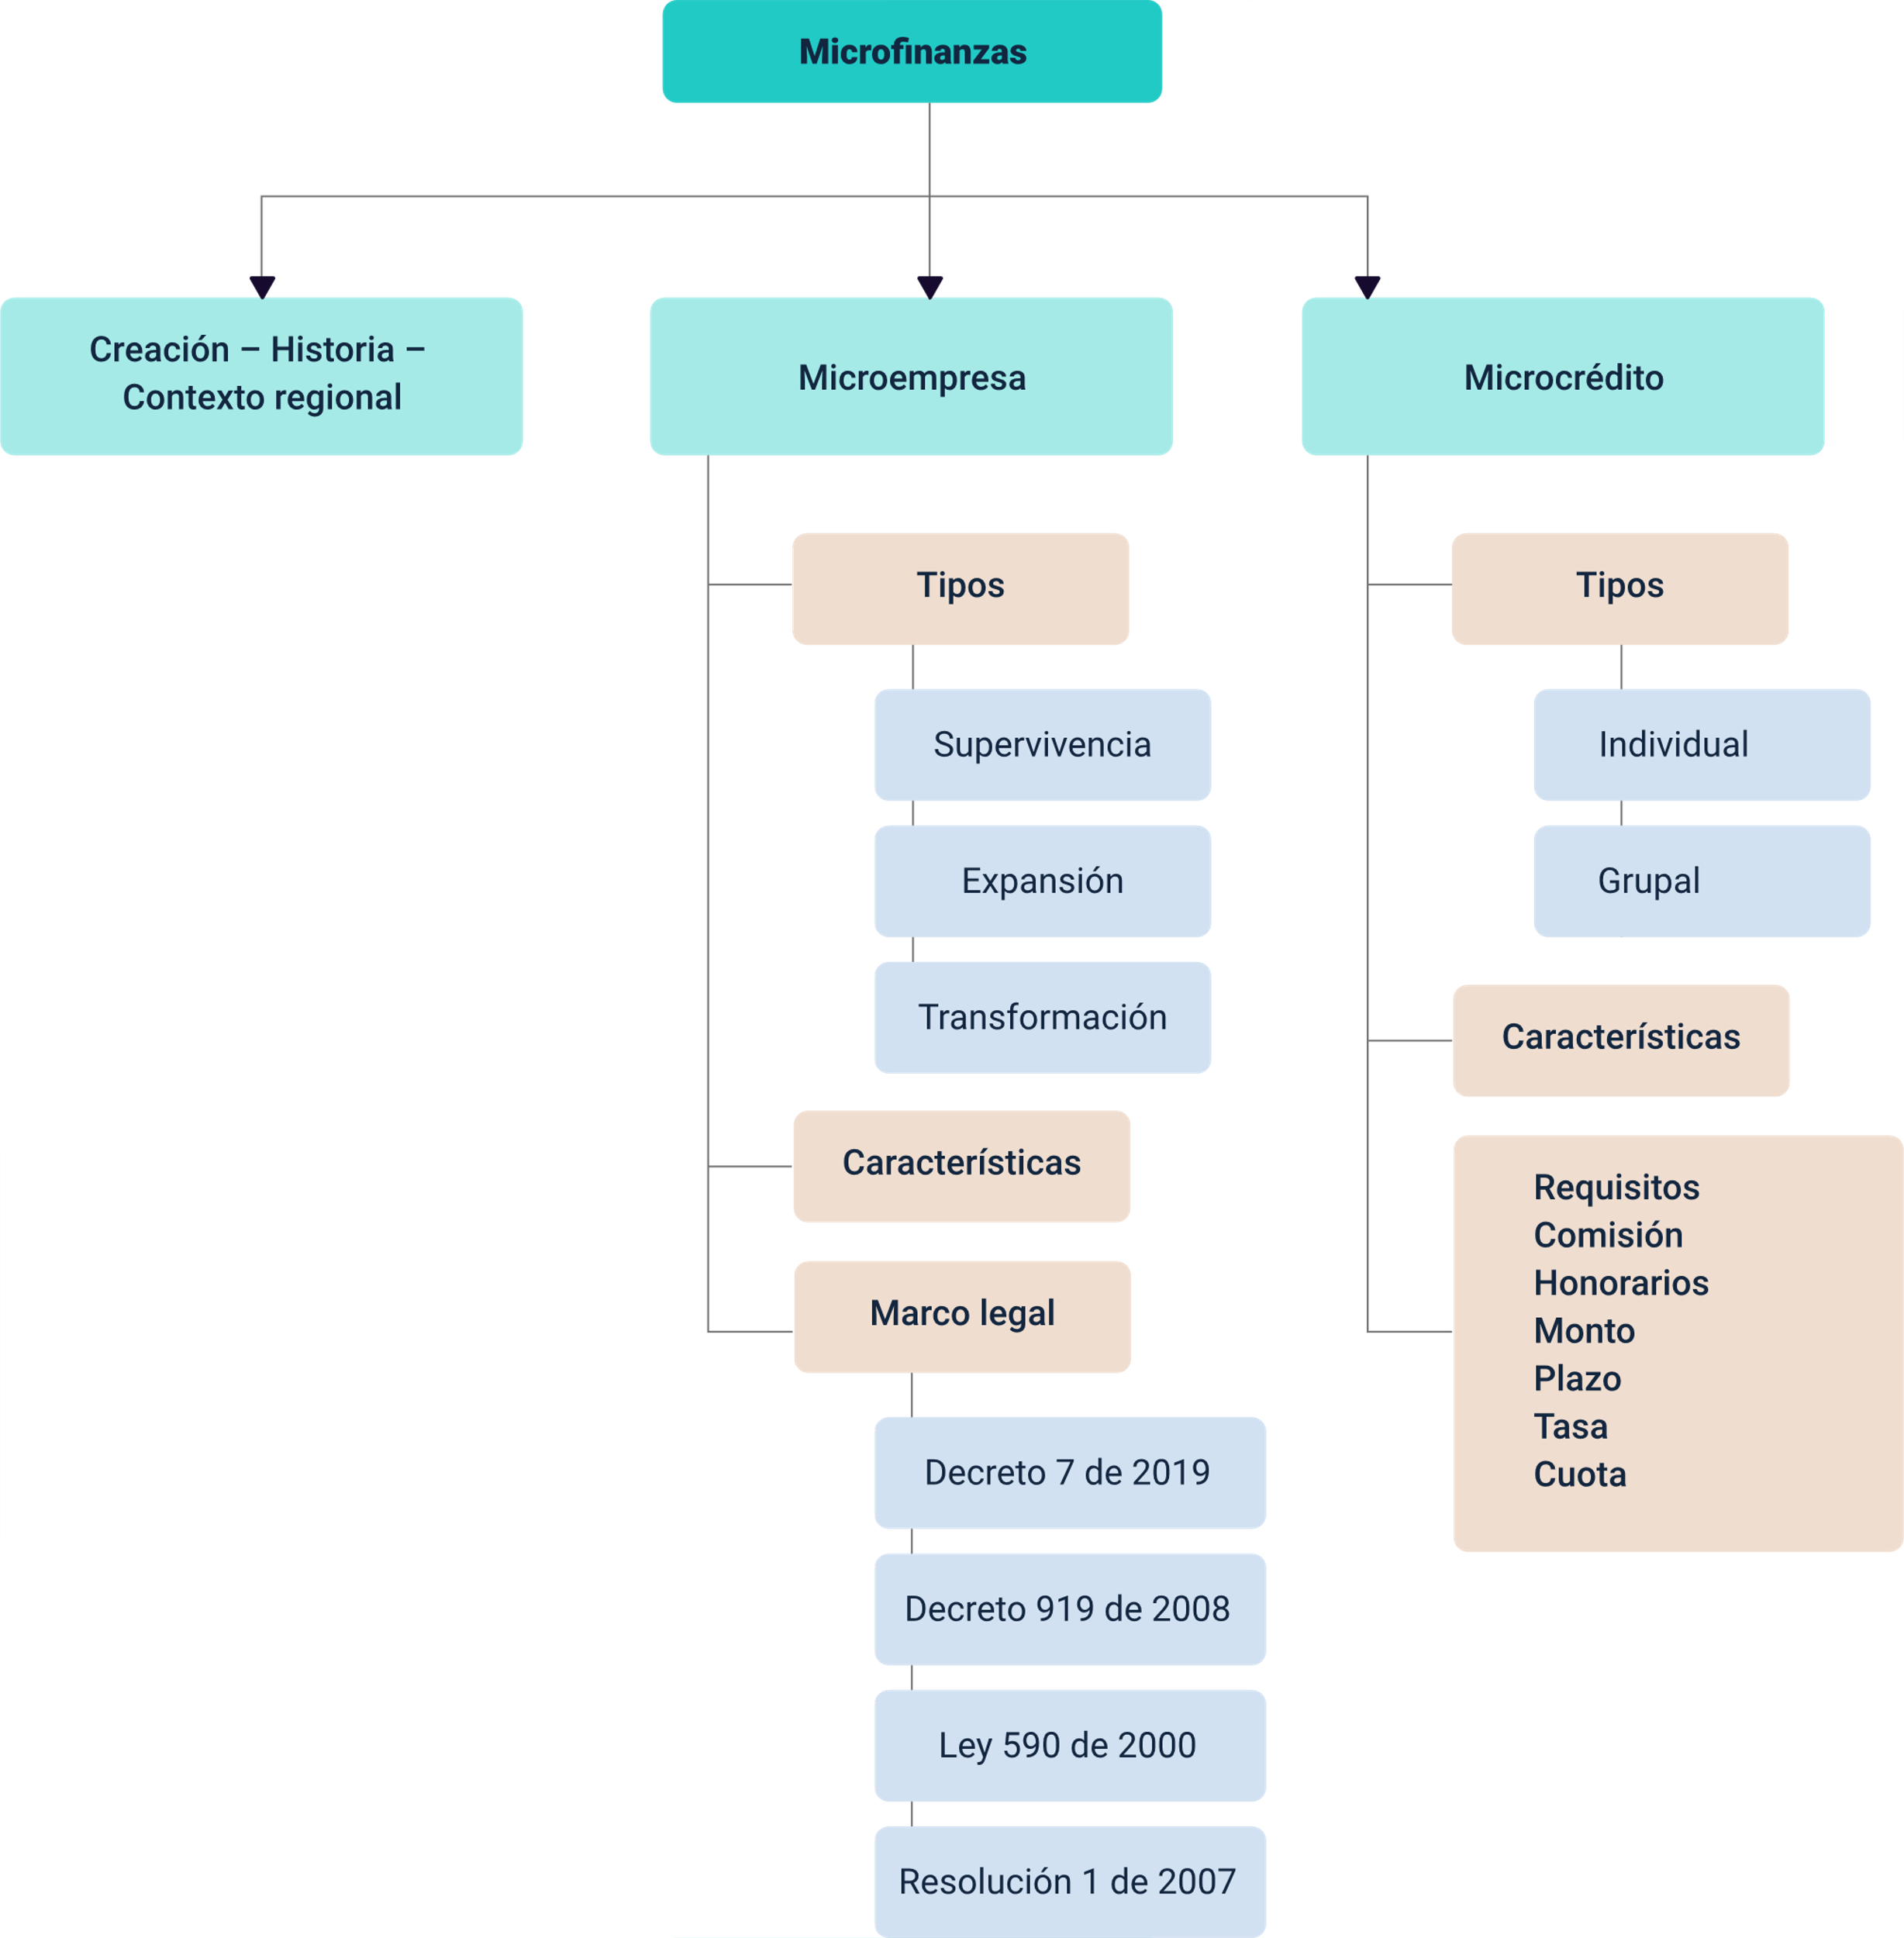 Microfinanzas
Creación – Historia –
Contexto regional
Microempresa
Tipos
Supervivencia
Expansión
Transformación
Características
Marco legal
Decreto 7 de 2019
Decreto 919 de 2008
Ley 590 de 2000
Resolución 1 de 2007
Microcrédito
Tipos
Individual
Grupal
Características
Requisitos
Comisión
Honorarios
Monto
Plazo
Tasa
Cuota